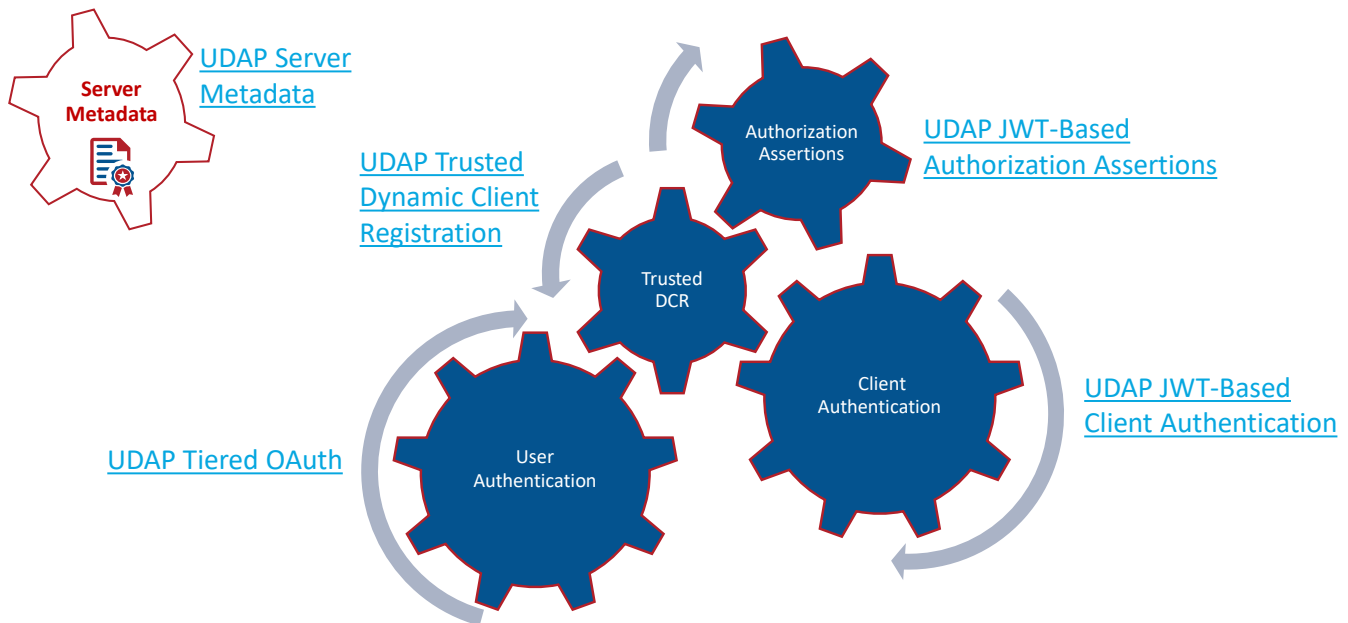 UDAP Server
Metadata
Server
Metadata
Authorization
Assertions
UDAP JWT-Based
Authorization Assertions
UDAP Trusted
Dynamic Client
Registration
Trusted
DCR
Client
Authentication
UDAP JWT-Based
Client Authentication
UDAP Tiered OAuth
User
Authentication